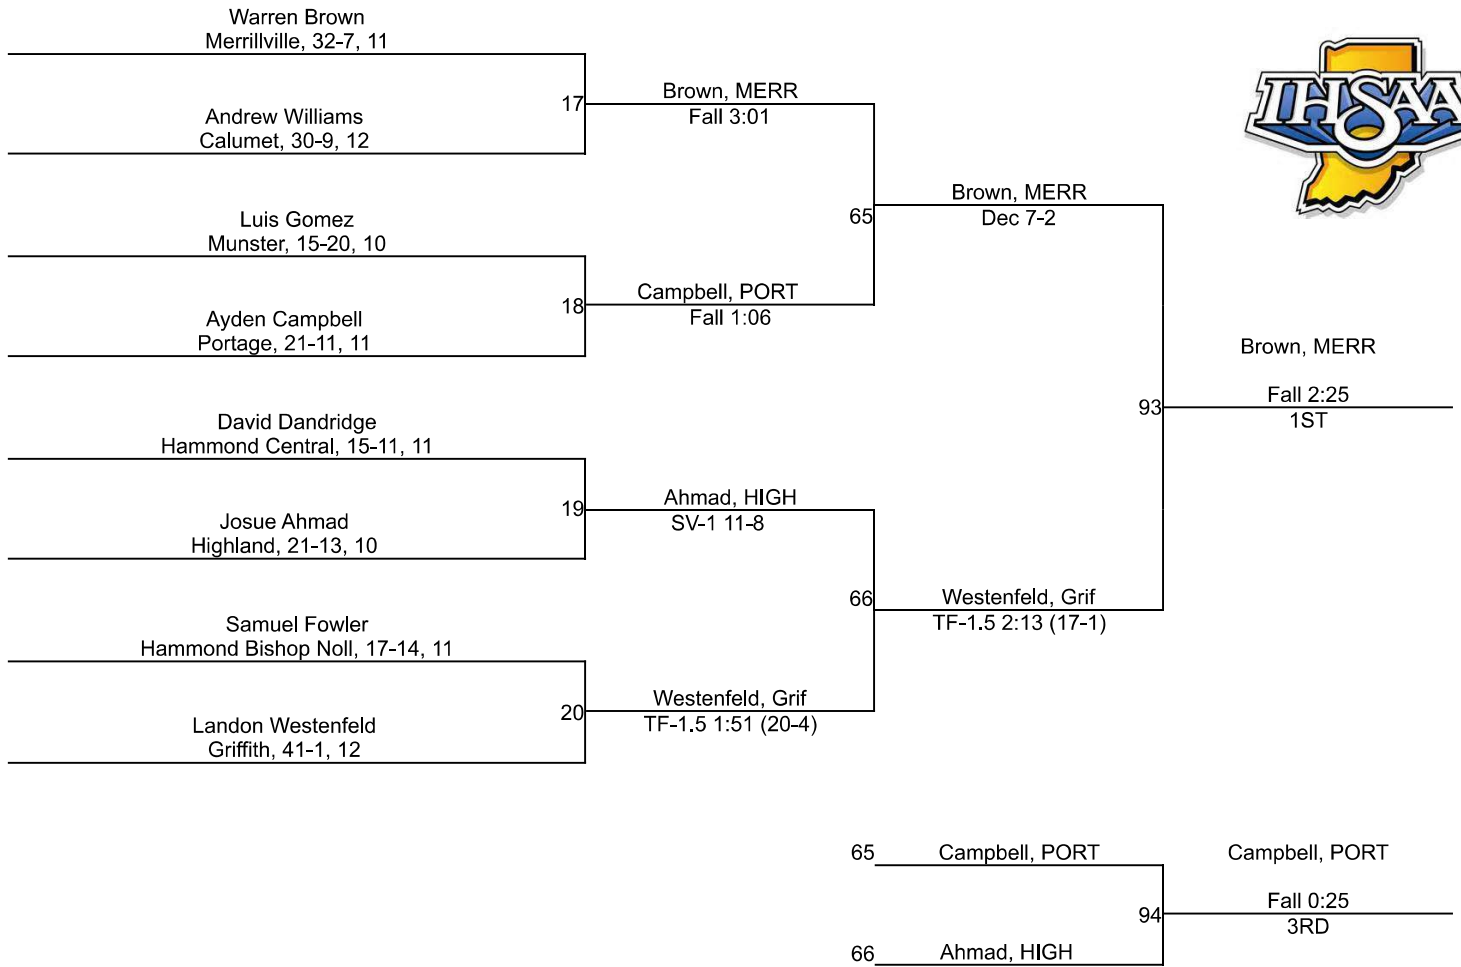 Warren Brown
Merrillville, 32-7, 11
17
Brown, MERR
Fall 3:01
Andrew Williams
Calumet, 30-9, 12
IHSAA
65
Brown, MERR
Dec 7-2
Luis Gomez
Munster, 15-20, 10
18
Campbell, PORT
Fall 1:06
Ayden Campbell
Portage, 21-11, 11
93
Brown, MERR
Fall 2:25
1ST
David Dandridge
Hammond Central, 15-11, 11
19
Ahmad, HIGH
SV-1 11-8
Josue Ahmad
Highland, 21-13, 10
66
Westenfeld, Grif
TF-1.5 2:13 (17-1)
Samuel Fowler
Hammond Bishop Noll, 17-14, 11
20
Westenfeld, Grif
TF-1.5 1:51 (20-4)
Landon Westenfeld
Griffith, 41-1, 12
65
Campbell, PORT
94
Campbell, PORT
Fall 0:25
3RD
66
Ahmad, HIGH